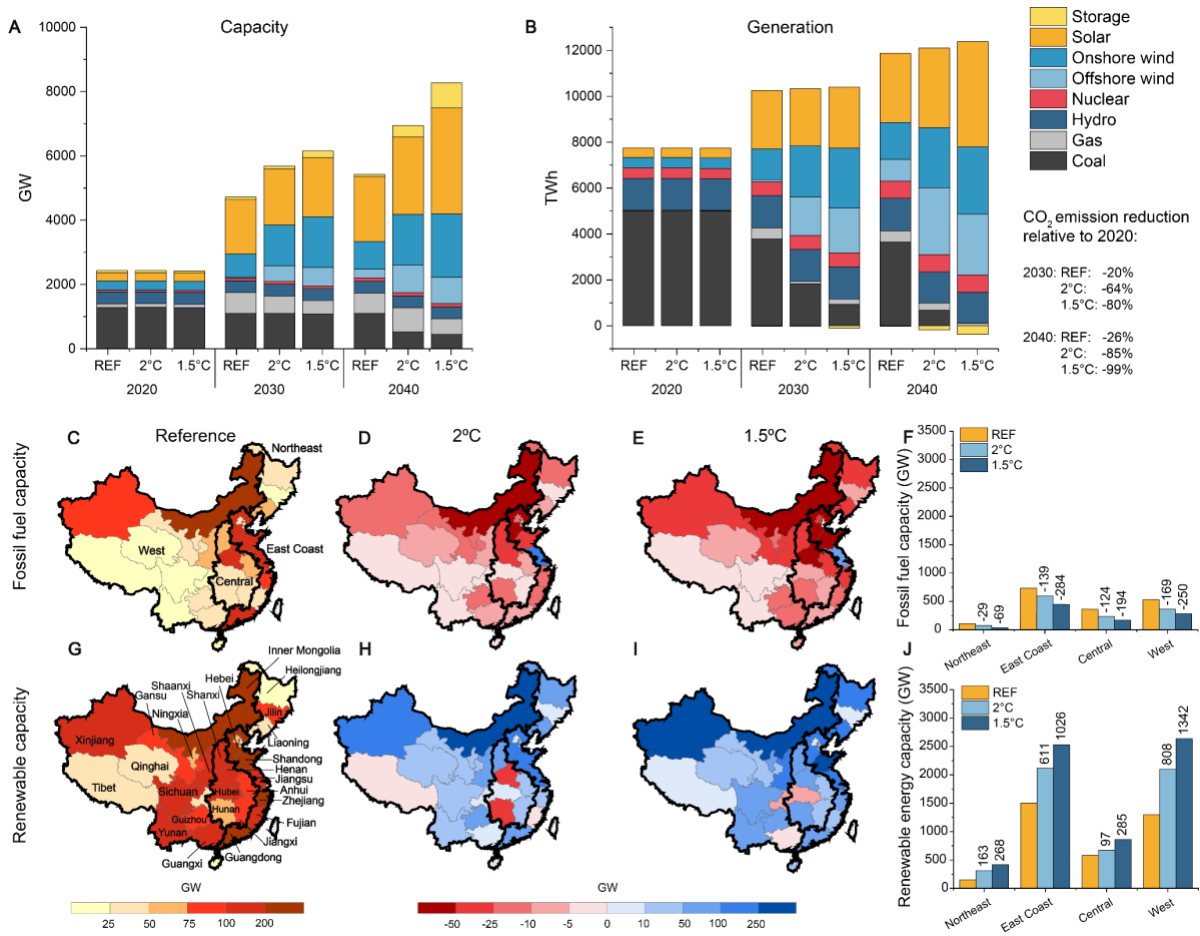 A
Capacity
10000
8000
6000
4000
2000
0
GW
REF 2°C 1.5°C REF 2°C 1.5°C REF 2°C 1.5°C
2020 2030 2040
B
Generation
12000
10000
8000
6000
4000
2000
0
TWh
REF 2°C 1.5°C REF 2°C 1.5°C REF 2°C 1.5°C
2020 2030 2040
Storage
Solar
Onshore wind
Offshore wind
Nuclear
Hydro
Gas
Coal
CO2 emission reduction
relative to 2020:
2030: REF: -20%
2°C: -64%
1.5°C: -80%
2040: REF: -26%
2°C: -85%
1.5°C: -99%
Fossil fuel capacity
C
Reference
Northeast
West
East Coast
Central
D
2ºC
E
1.5ºC
F
Fossil fuel capacity (GW)
3500
3000
2500
2000
1500
1000
500
0
REF
2°C
1.5°C
-29 -69 -139 -284 -124 -194 -169 -250
Northeast East Coast Central West
Renewable capacity
G
Inner Mongolia
Hebei
Heilongjiang
Shaanxi
Shanxi
Gansu
Ningxia
Jilin
Xinjiang
Liaoning
Qinghai
Shandong
Henan
Tibet
Sichuan
Hubei
Jiangsu
Anhui
Hunan
Zhejiang
Guizhou
Fujian
Yunan
Jiangxi
Guangxi
Guangdong
H
I
J
Renewable energy capacity (GW)
3500
3000
2500
2000
1500
1000
500
0
REF
2°C
1.5°C
163 268 611 1026 97 285 808 1342
Northeast East Coast Central West
GW
25 50 75 100 200
GW
-50 -25 -10 -5 0 10 50 100 250